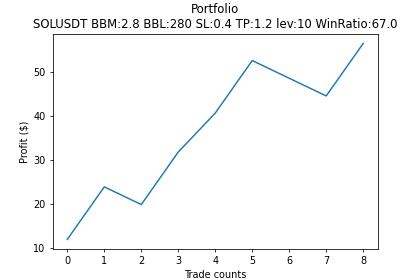 Portfolio
SOLUSDT BBM:2.8 BBL:280 SL:0.4 TP:1.2 lev:10 WinRatio:67.0
50
40
30
20
10
Profit ($)
0 1 2 3 4 5 6 7 8
Trade counts